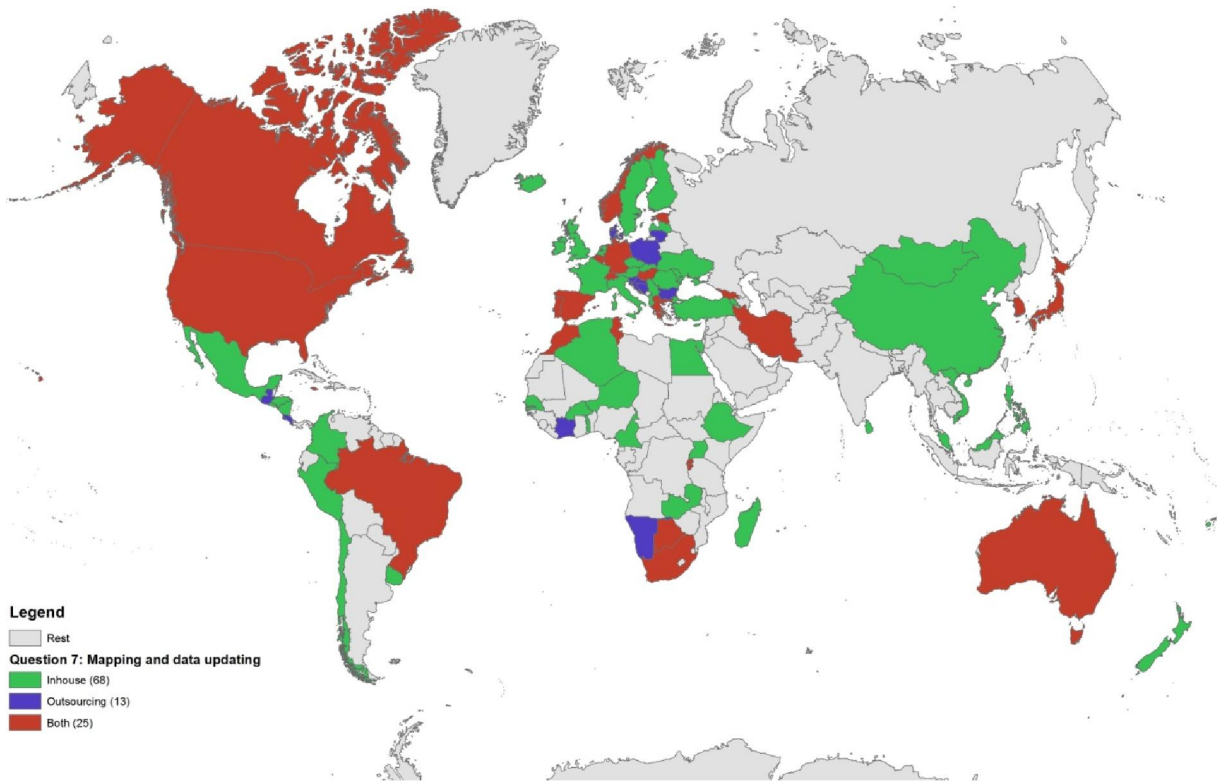 Legend
Rest
Question 7: Mapping and data updating
Inhouse (68)
Outsourcing (13)
Both (25)